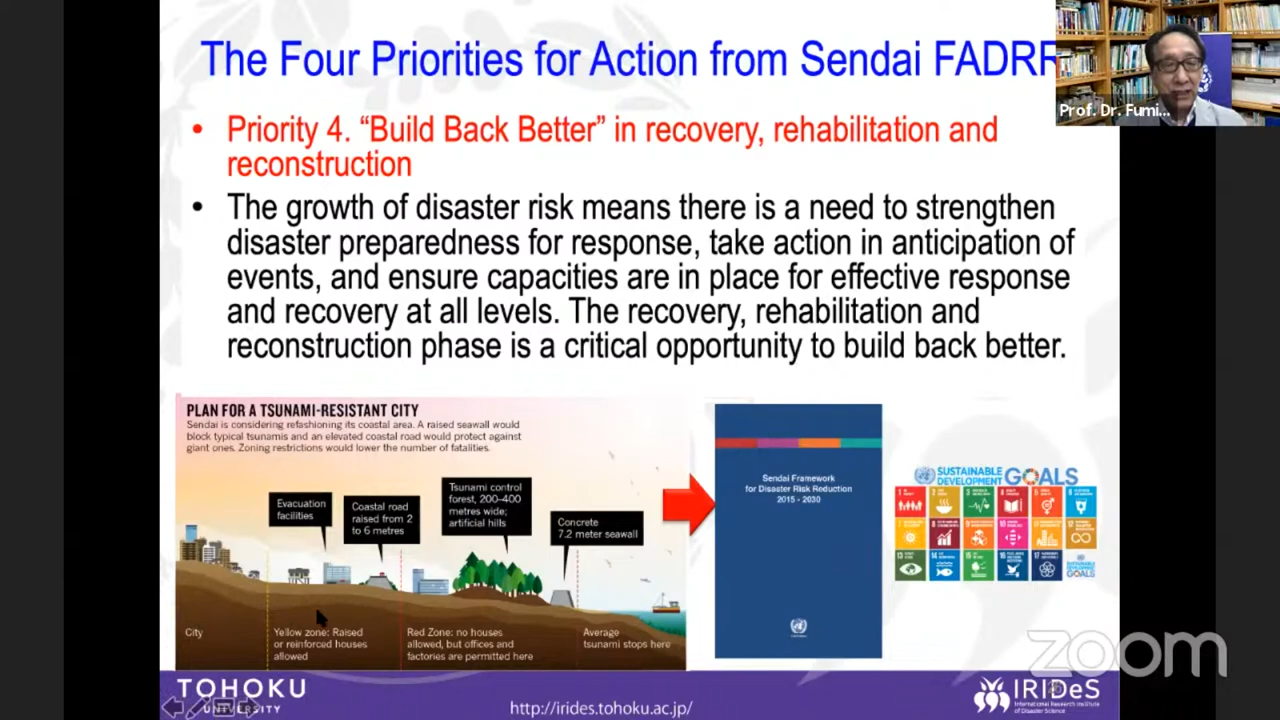 The Four Priorities for Action from Sendai FADRR
Prof. Dr. Fumi...
• Priority 4. “Build Back Better” in recovery, rehabilitation and
reconstruction
• The growth of disaster risk means there is a need to strengthen
disaster preparedness for response, take action in anticipation of
events, and ensure capacities are in place for effective response
and recovery at all levels. The recovery, rehabilitation and
reconstruction phase is a critical opportunity to build back better.
PLAN FOR A TSUNAMI-RESISTANT CITY
Sendai is considering refashioning its coastal area. A raised seawall would
block typical tsunamis and an elevated coastal road would protect against
giant ones. Zoning restrictions would lower the number of fatalities.
Evacuation
facilities
Coastal road
raised from 2
to 6 metres
Tsunami control
forest, 200–400
metres wide;
artificial hills
Concrete
7.2 meter seawall
City
Yellow zone: Raised
or reinforced houses
allowed
Red Zone: no houses
allowed, but offices and
factories are permitted here
Average
tsunami stops here
Sendai Framework
for Disaster Risk Reduction
2015 - 2030
SUSTAINABLE
DEVELOPMENT
GOALS
zoom
TOHOKU
UNIVERSITY
http://irides.tohoku.ac.jp/
IRIDeS
International Research Institute
of Disaster Science